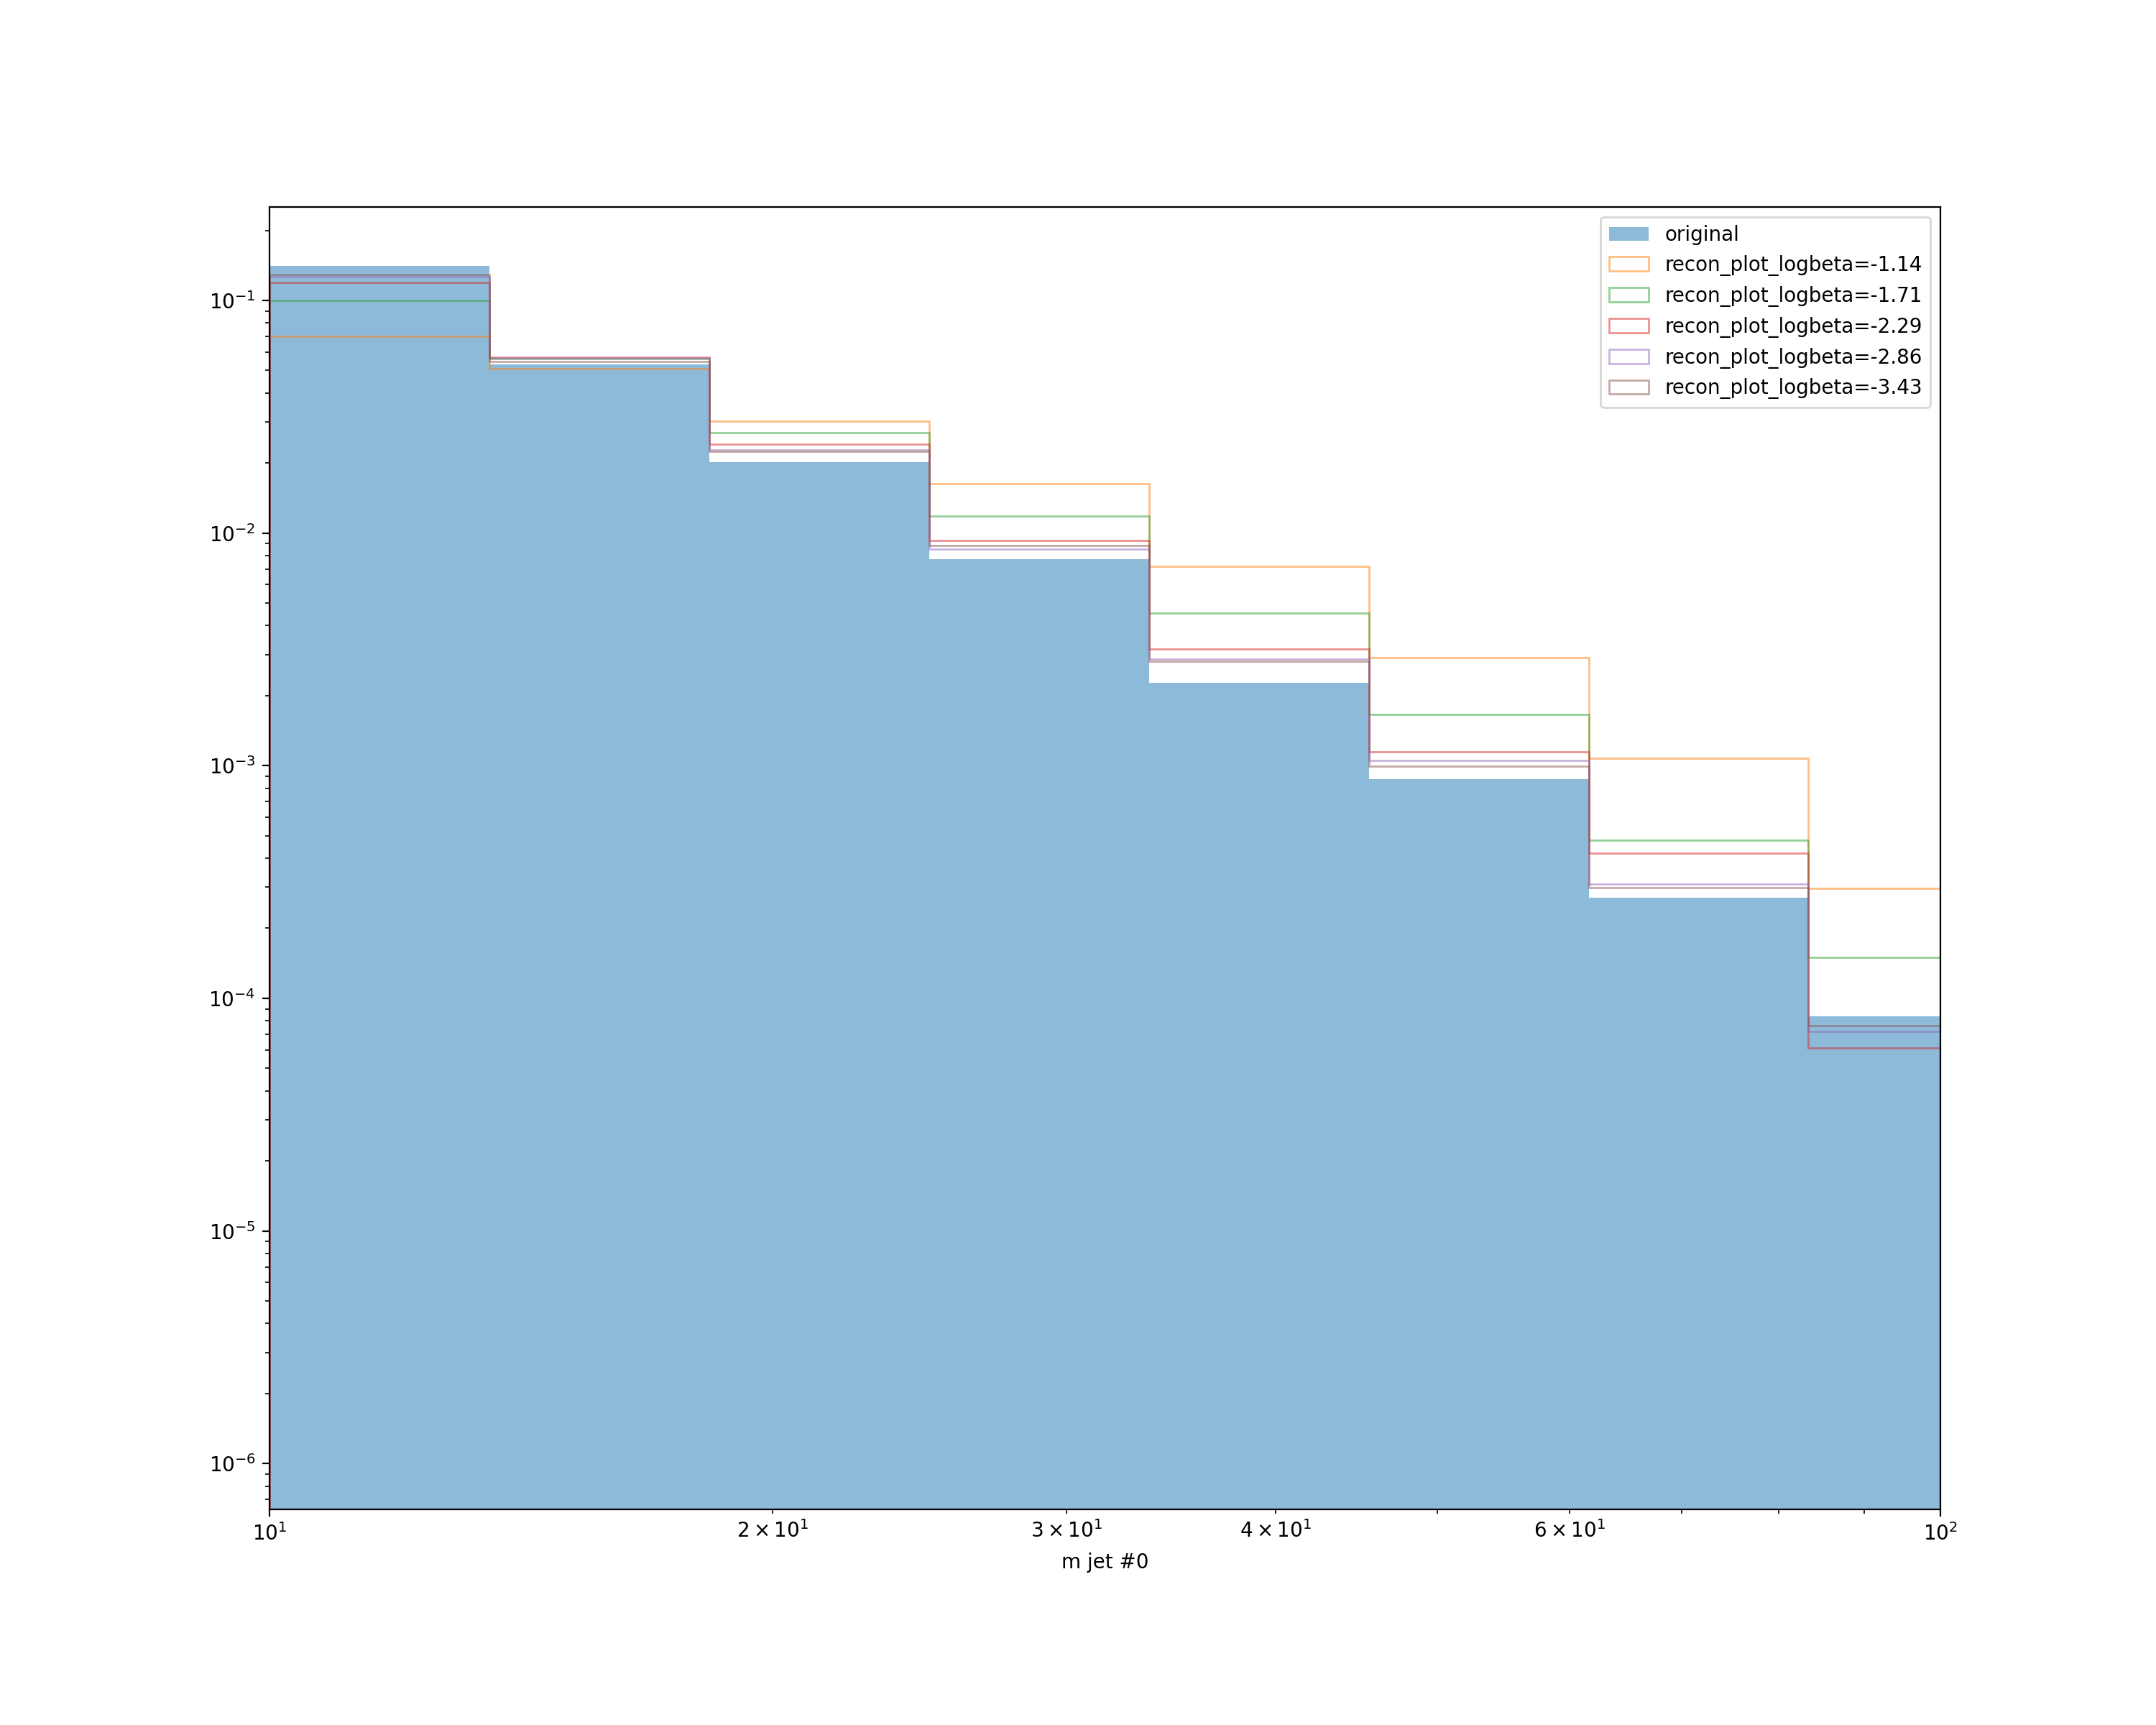 original
recon_plot_logbeta=-1.14
recon_plot_logbeta=-1.71
recon_plot_logbeta=-2.29
recon_plot_logbeta=-2.86
recon_plot_logbeta=-3.43
10⁻¹
10⁻²
10⁻³
10⁻⁴
10⁻⁵
10⁻⁶
10¹ 2 × 10¹ 3 × 10¹ 4 × 10¹ 6 × 10¹ 10²
m jet #0